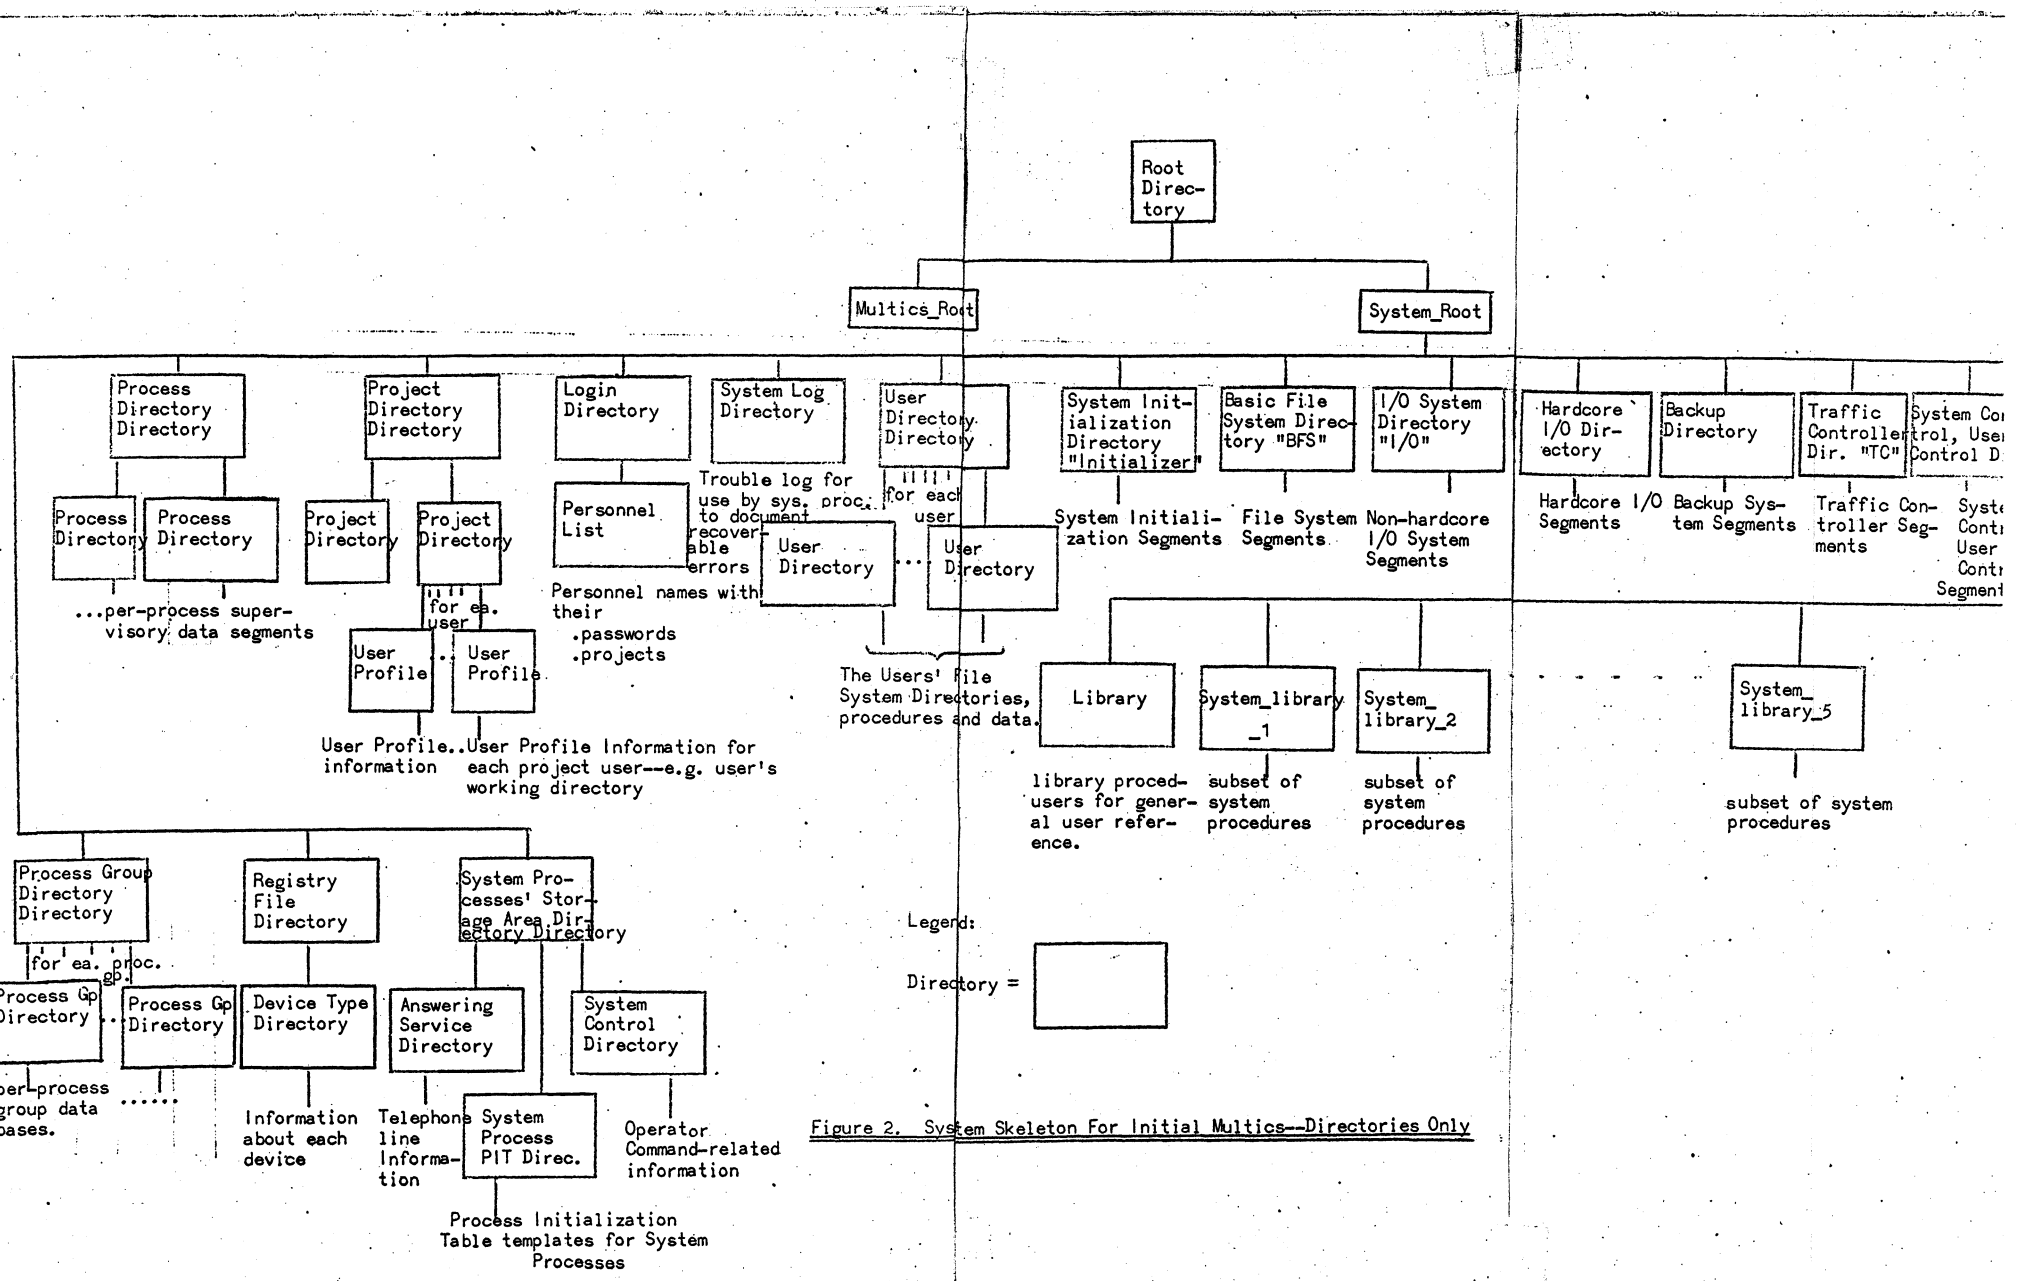 Root
Direc-
tory
Multics_Root
System_Root
Process
Directory
Directory
Project
Directory
Directory
Login
Directory
System Log
Directory
User
Directory
Directory
System Init-
ialization
Directory
"Initializer"
Basic File
System Direc-
tory "BFS"
I/O System
Directory
"I/O"
Hardcore
I/O Dir-
ectory
Backup
Directory
Traffic
Controller
Dir. "TC"
System Con
trol, User
Control D
Process
Directory
Process
Directory
...per-process super-
visory data segments
Project
Directory
Project
Directory
for ea.
user
User
Profile
..
User
Profile
User Profile..
information
User Profile Information for
each project user--e.g. user's
working directory
Personnel
List
Personnel names with
their
.passwords
.projects
Trouble log for
use by sys. proc.
to document
recover-
able
errors
for each
user
User
Directory
...
User
Directory
The Users' File
System Directories,
procedures and data.
System Initiali-
zation Segments
File System
Segments
Non-hardcore
I/O System
Segments
Hardcore I/O
Segments
Backup Sys-
tem Segments
Traffic Con-
troller Seg-
ments
Syste
Contr
User
Contr
Segment
Library
System_library
_1
System_
library_2
System_
library_5
library proced-
users for gener-
al user refer-
ence.
subset of
system
procedures
subset of
system
procedures
subset of system
procedures
Process Group
Directory
Directory
Registry
File
Directory
System Pro-
cesses' Stor-
age Area Dir-
ectory Directory
for ea. proc.
gp.
Process Gp
Directory
...
Process Gp
Directory
per-process
group data
bases.
......
Device Type
Directory
Information
about each
device
Answering
Service
Directory
Telephone
line
Informa-
tion
System
Process
PIT Direc.
Process Initialization
Table templates for System
Processes
System
Control
Directory
Operator
Command-related
information
Legend:
Directory =
Figure 2. System Skeleton For Initial Multics--Directories Only